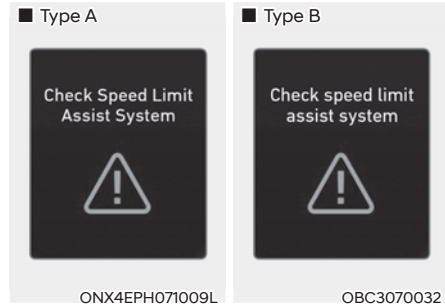 ■ Type A
Check Speed Limit
Assist System
ONX4EPH071009L
■ Type B
Check speed limit
assist system
OBC3070032